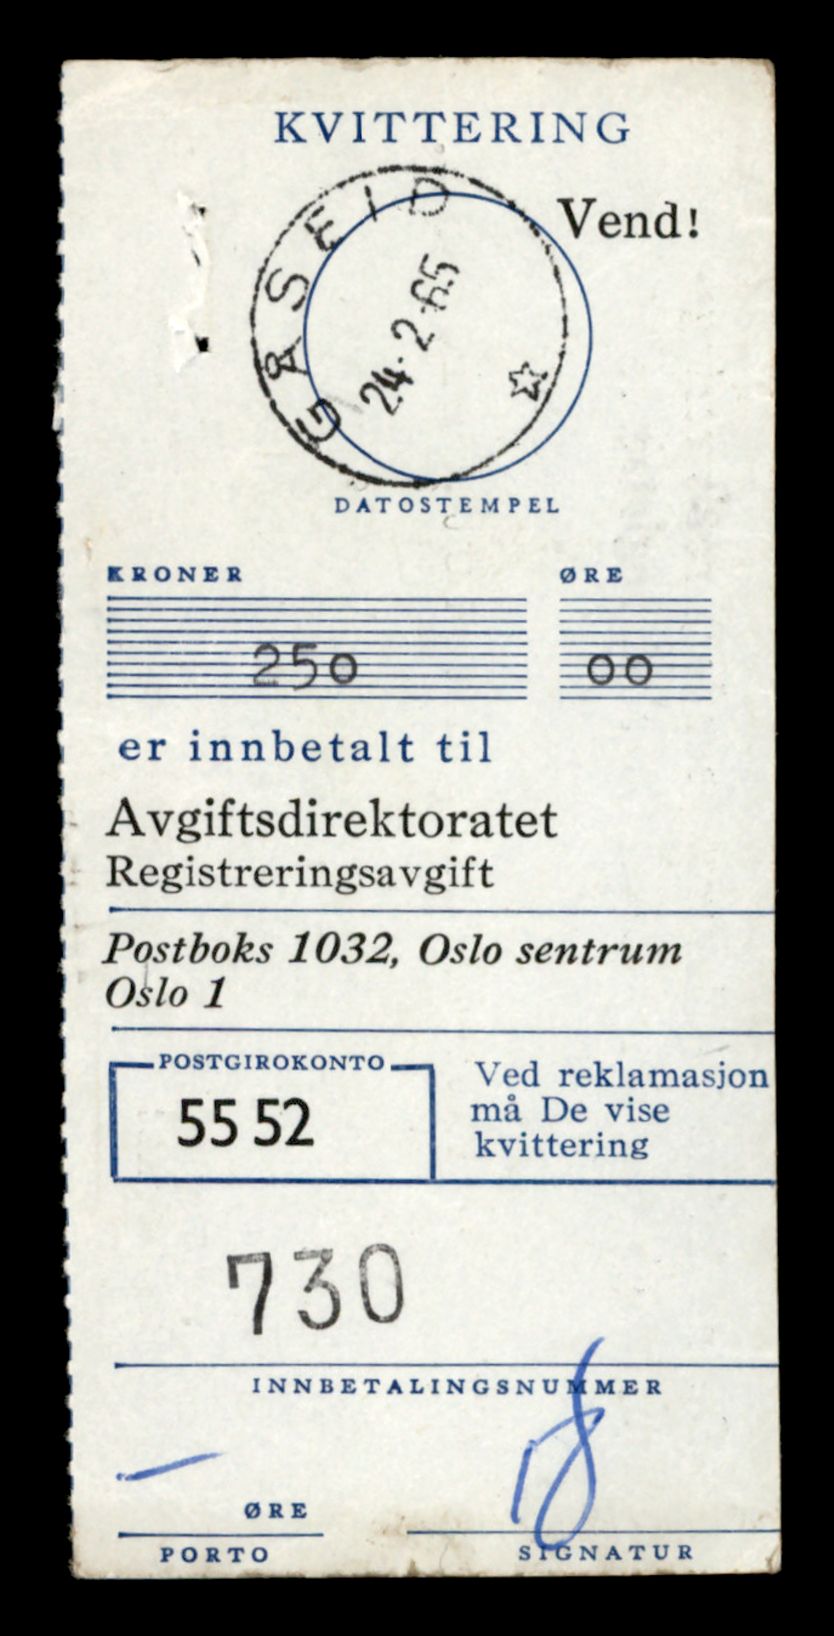 KVITTERING
Vend!
GÅSEID
24·2·65
DATOSTEMPEL
KRONER ØRE
250 00
er innbetalt til
Avgiftsdirektoratet
Registreringsavgift
Postboks 1032, Oslo sentrum
Oslo 1
POSTGIROKONTO
55 52
Ved reklamasjon
må De vise
kvittering
730
INNBETALINGSNUMMER
ØRE
PORTO
SIGNATUR